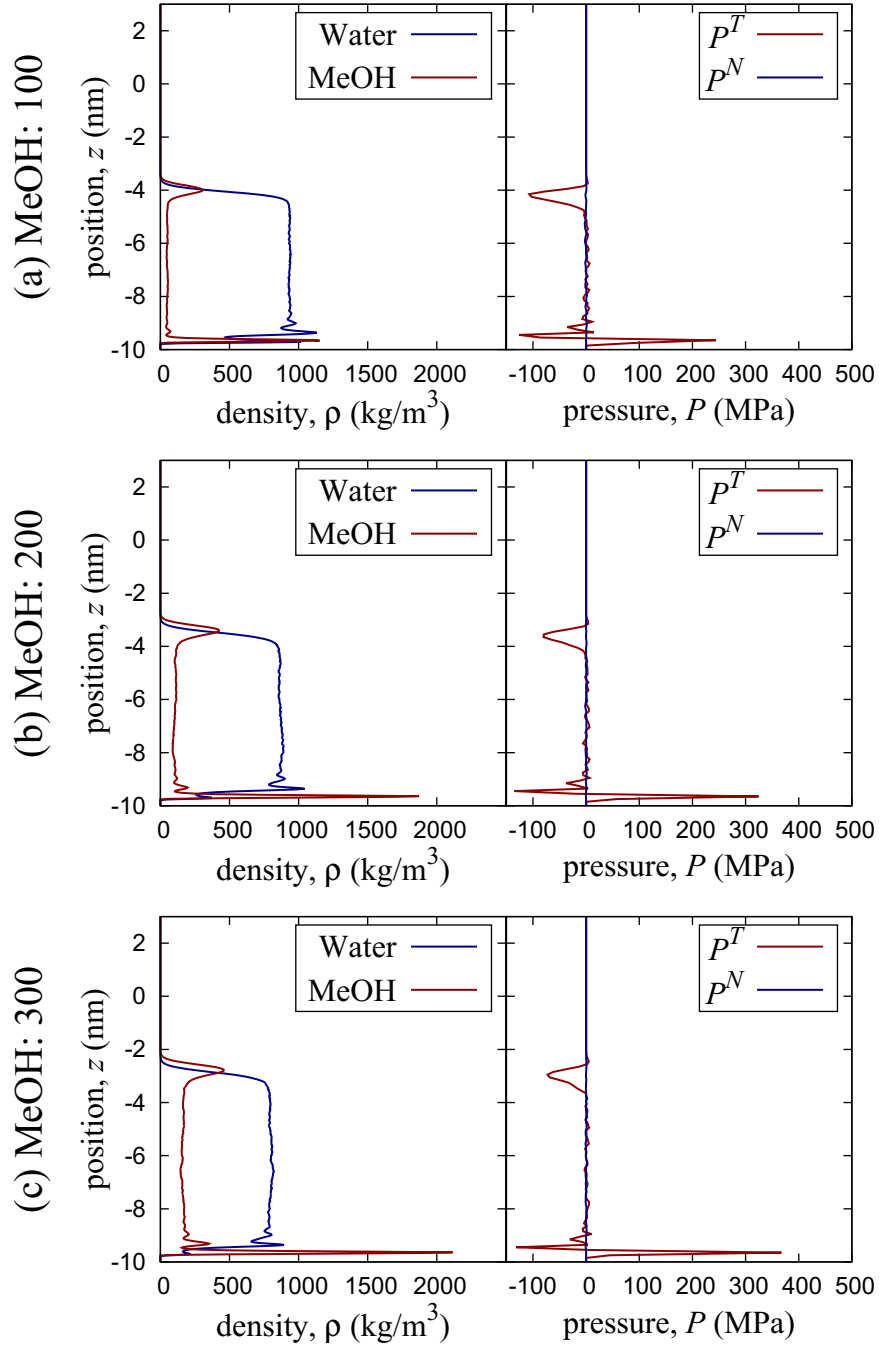 (a) MeOH: 100
position, z (nm)
2
0
-2
-4
-6
-8
-10
Water
MeOH
0 500 1000 1500 2000
density, ρ (kg/m³)
P^T
P^N
-100 0 100 200 300 400 500
pressure, P (MPa)
(b) MeOH: 200
position, z (nm)
2
0
-2
-4
-6
-8
-10
Water
MeOH
0 500 1000 1500 2000
density, ρ (kg/m³)
P^T
P^N
-100 0 100 200 300 400 500
pressure, P (MPa)
(c) MeOH: 300
position, z (nm)
2
0
-2
-4
-6
-8
-10
Water
MeOH
0 500 1000 1500 2000
density, ρ (kg/m³)
P^T
P^N
-100 0 100 200 300 400 500
pressure, P (MPa)